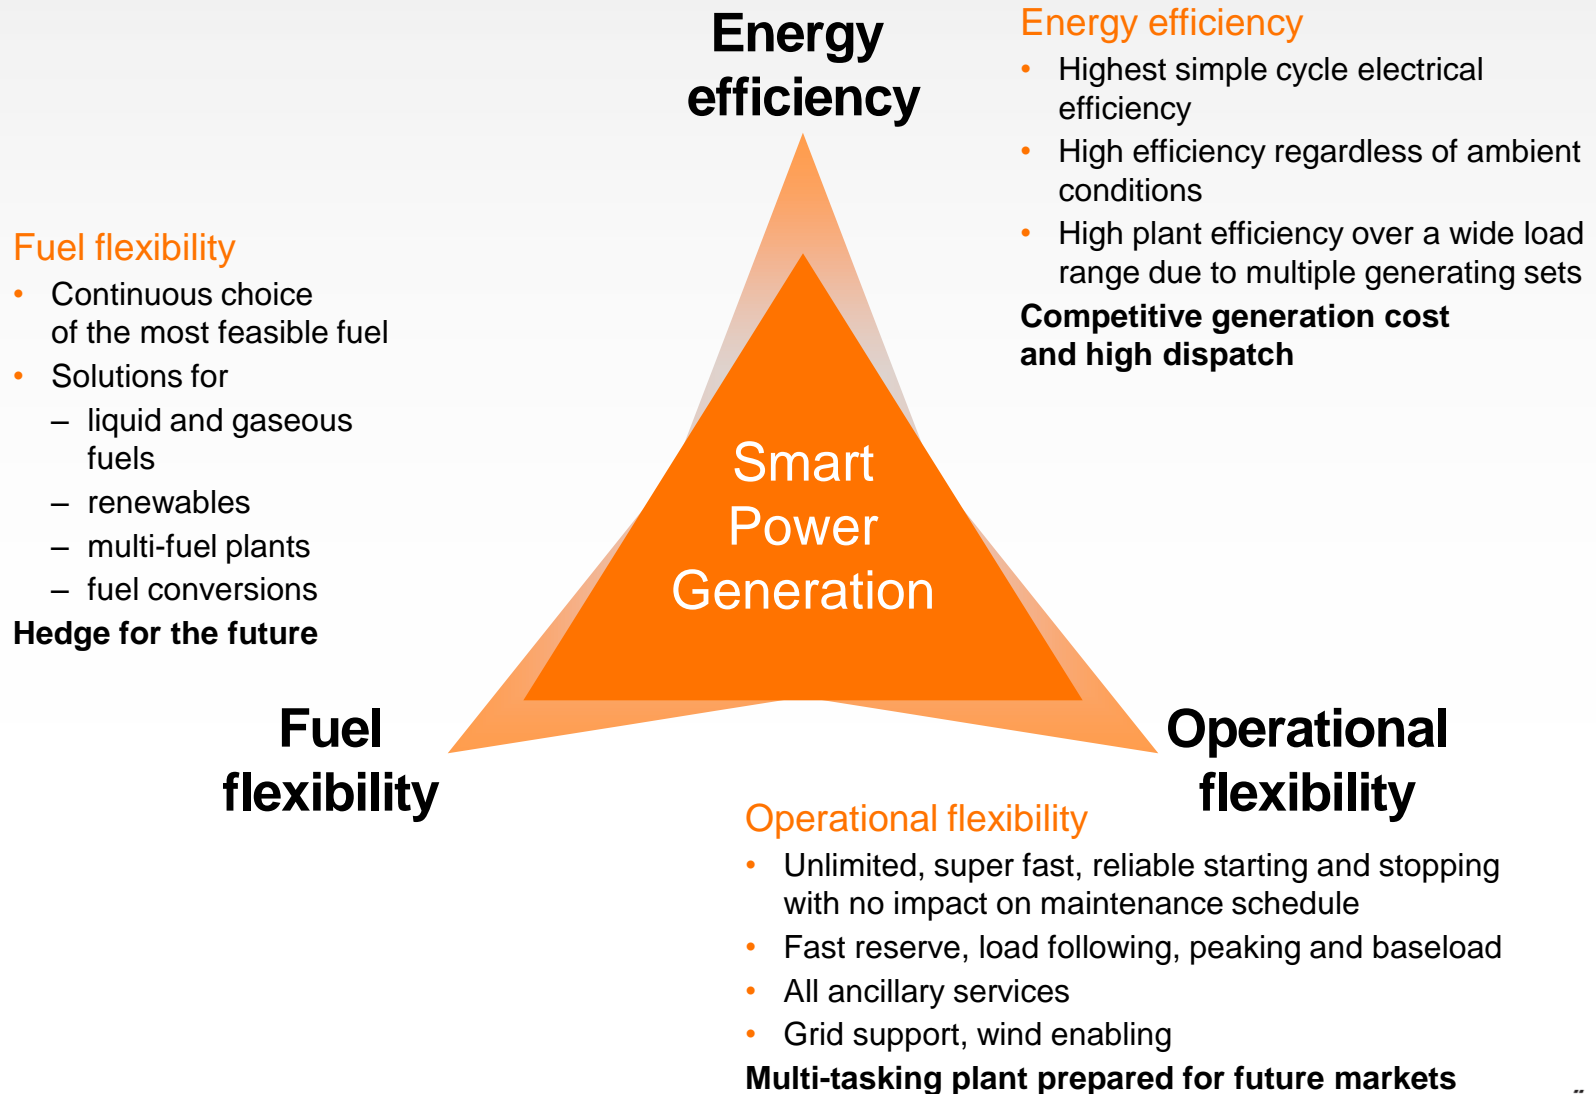 Energy
efficiency
Energy efficiency
• Highest simple cycle electrical
efficiency
• High efficiency regardless of ambient
conditions
• High plant efficiency over a wide load
range due to multiple generating sets
Competitive generation cost
and high dispatch
Fuel flexibility
• Continuous choice
of the most feasible fuel
• Solutions for
– liquid and gaseous
fuels
– renewables
– multi-fuel plants
– fuel conversions
Hedge for the future
Smart
Power
Generation
Fuel
flexibility
Operational
flexibility
Operational flexibility
• Unlimited, super fast, reliable starting and stopping
with no impact on maintenance schedule
• Fast reserve, load following, peaking and baseload
• All ancillary services
• Grid support, wind enabling
Multi-tasking plant prepared for future markets